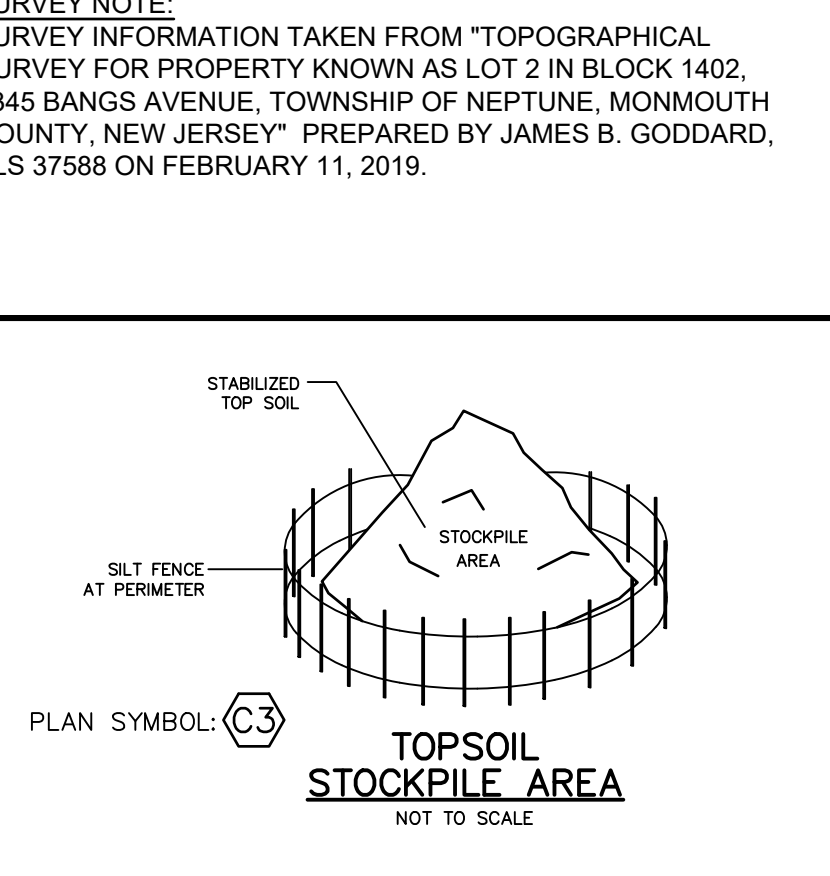 URVEY NOTE:
URVEY INFORMATION TAKEN FROM "TOPOGRAPHICAL
URVEY FOR PROPERTY KNOWN AS LOT 2 IN BLOCK 1402,
345 BANGS AVENUE, TOWNSHIP OF NEPTUNE, MONMOUTH
OUNTY, NEW JERSEY" PREPARED BY JAMES B. GODDARD,
LS 37588 ON FEBRUARY 11, 2019.
STABILIZED
TOP SOIL
STOCKPILE
AREA
SILT FENCE
AT PERIMETER
PLAN SYMBOL: C3
TOPSOIL
STOCKPILE AREA
NOT TO SCALE